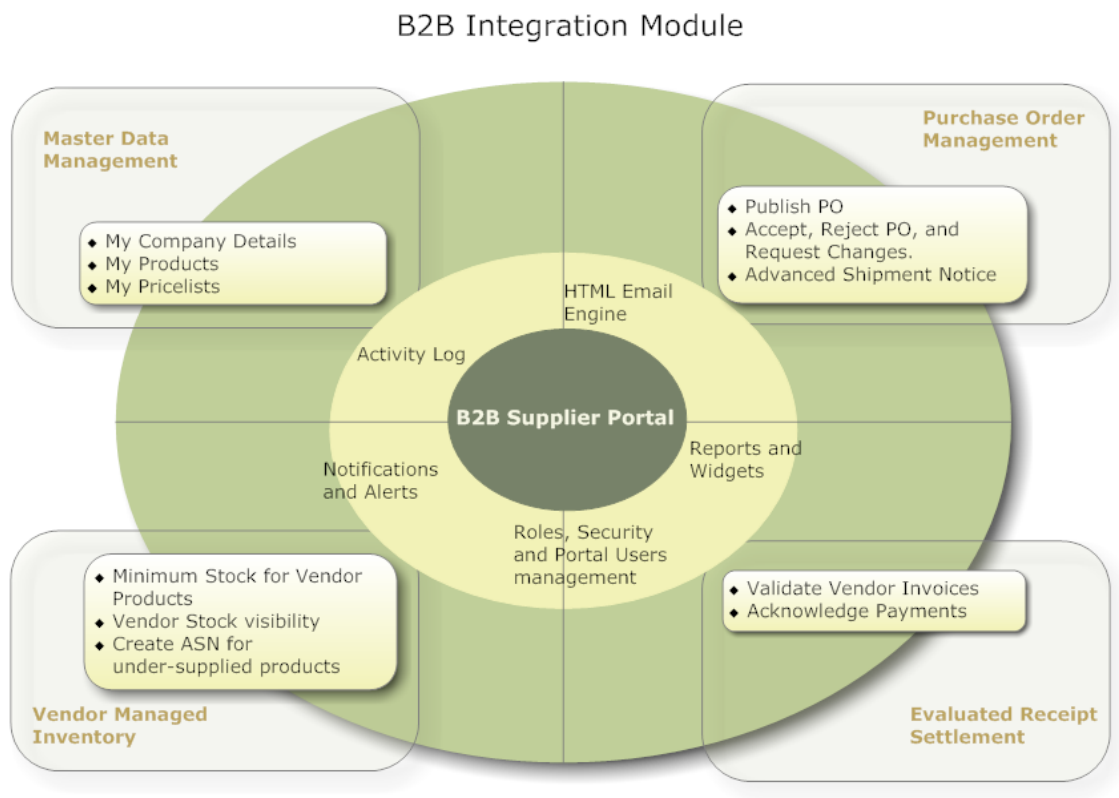 B2B Integration Module
Master Data
Management
◆ My Company Details
◆ My Products
◆ My Pricelists
Purchase Order
Management
◆ Publish PO
◆ Accept, Reject PO, and
Request Changes.
◆ Advanced Shipment Notice
HTML Email
Engine
Activity Log
B2B Supplier Portal
Reports and
Widgets
Notifications
and Alerts
Roles, Security
and Portal Users
management
◆ Minimum Stock for Vendor
Products
◆ Vendor Stock visibility
◆ Create ASN for
under-supplied products
Vendor Managed
Inventory
◆ Validate Vendor Invoices
◆ Acknowledge Payments
Evaluated Receipt
Settlement